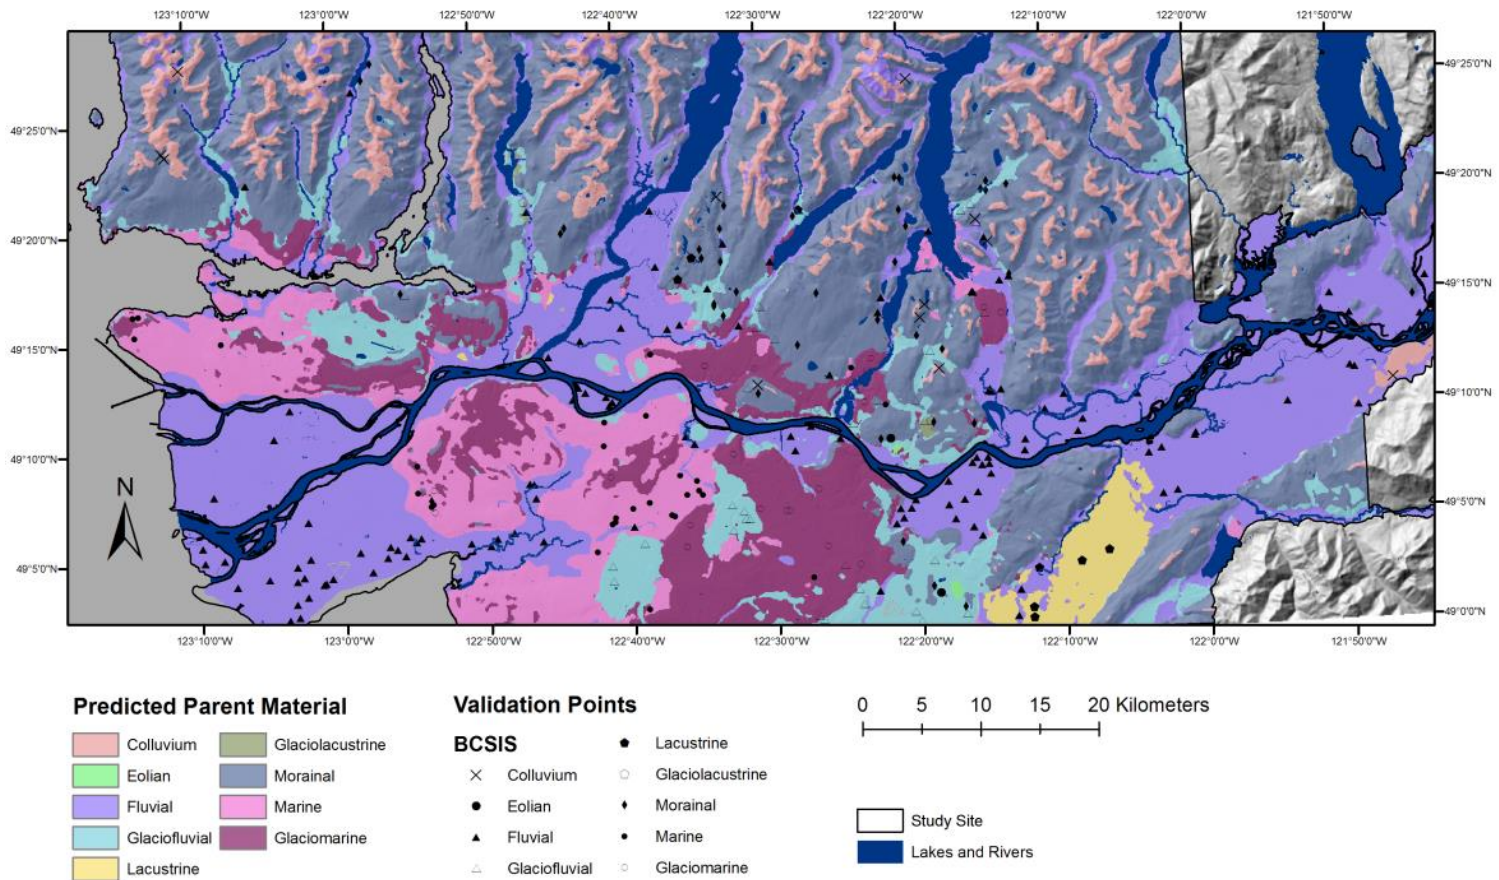 123°10'0"W 123°0'0"W 122°50'0"W 122°40'0"W 122°30'0"W 122°20'0"W 122°10'0"W 122°0'0"W 121°50'0"W
49°25'0"N
49°25'0"N
49°20'0"N
49°20'0"N
49°15'0"N
49°15'0"N
49°10'0"N
49°10'0"N
49°5'0"N
N
49°5'0"N
49°0'0"N
123°10'0"W 123°0'0"W 122°50'0"W 122°40'0"W 122°30'0"W 122°20'0"W 122°10'0"W 122°0'0"W 121°50'0"W
Predicted Parent Material
Colluvium
Eolian
Fluvial
Glaciofluvial
Lacustrine
Glaciolacustrine
Morainal
Marine
Glaciomarine
Validation Points
BCSIS
Colluvium
Eolian
Fluvial
Glaciofluvial
Lacustrine
Glaciolacustrine
Morainal
Marine
Glaciomarine
0 5 10 15 20 Kilometers
Study Site
Lakes and Rivers